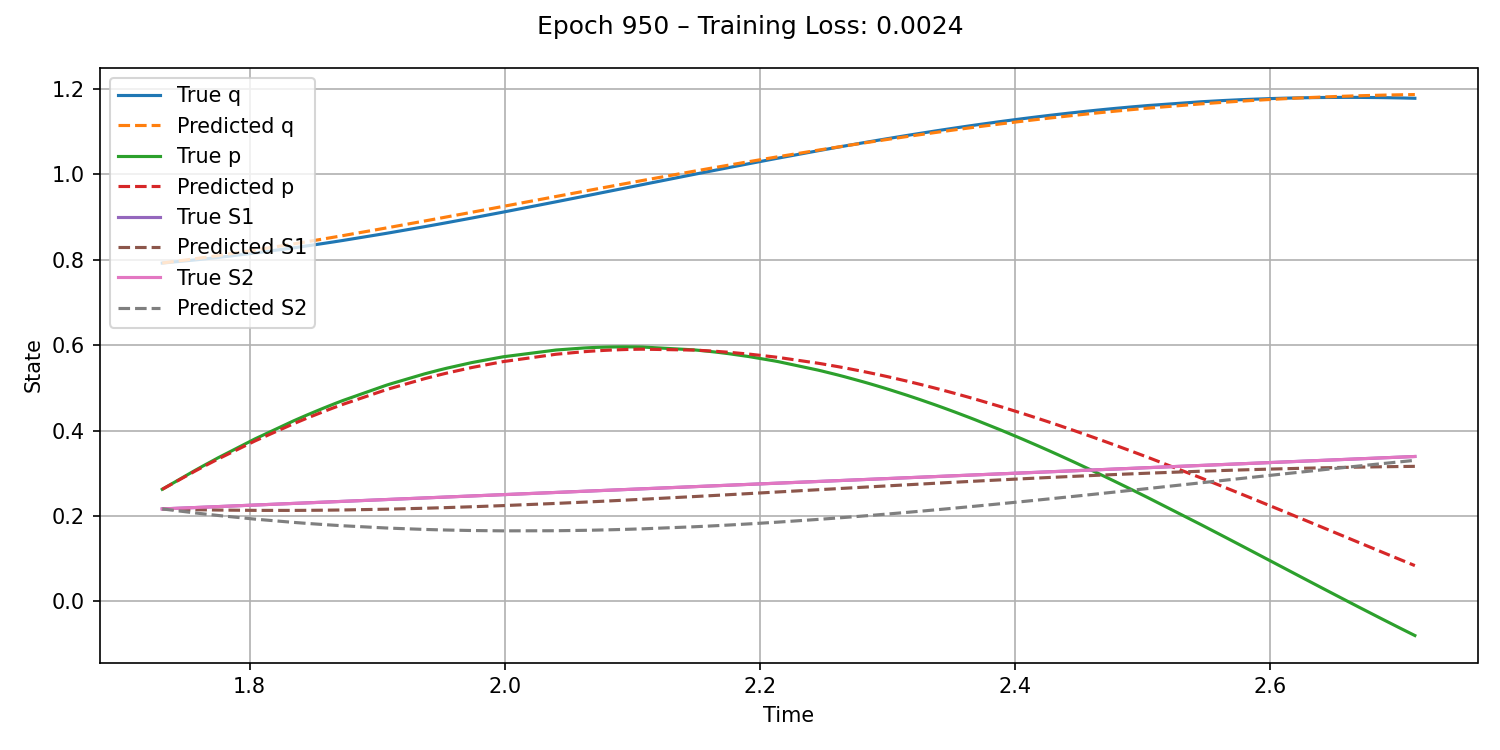 Epoch 950 – Training Loss: 0.0024
True q
Predicted q
True p
Predicted p
True S1
Predicted S1
True S2
Predicted S2
State
1.2
1.0
0.8
0.6
0.4
0.2
0.0
1.8
2.0
2.2
2.4
2.6
Time